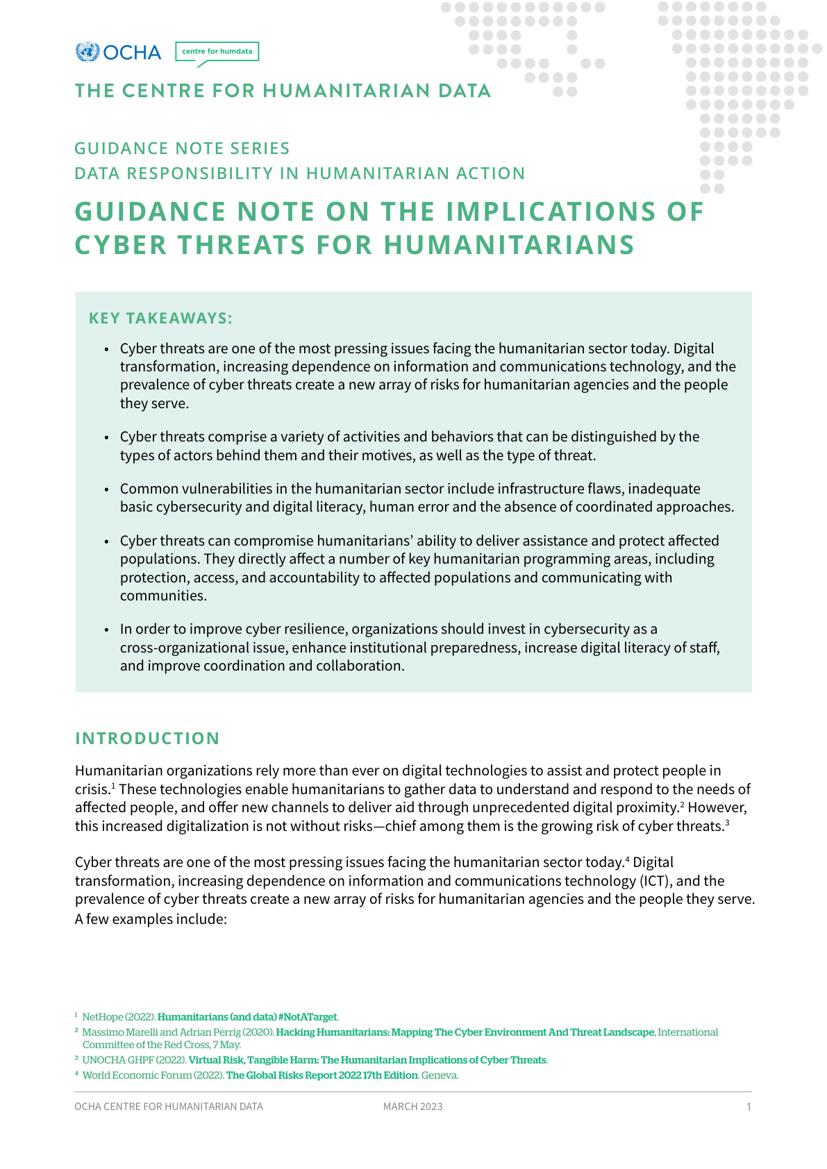 OCHA
centre for humdata
THE CENTRE FOR HUMANITARIAN DATA
GUIDANCE NOTE SERIES
DATA RESPONSIBILITY IN HUMANITARIAN ACTION
GUIDANCE NOTE ON THE IMPLICATIONS OF
CYBER THREATS FOR HUMANITARIANS
KEY TAKEAWAYS:
• Cyber threats are one of the most pressing issues facing the humanitarian sector today. Digital
transformation, increasing dependence on information and communications technology, and the
prevalence of cyber threats create a new array of risks for humanitarian agencies and the people
they serve.
• Cyber threats comprise a variety of activities and behaviors that can be distinguished by the
types of actors behind them and their motives, as well as the type of threat.
• Common vulnerabilities in the humanitarian sector include infrastructure flaws, inadequate
basic cybersecurity and digital literacy, human error and the absence of coordinated approaches.
• Cyber threats can compromise humanitarians’ ability to deliver assistance and protect affected
populations. They directly affect a number of key humanitarian programming areas, including
protection, access, and accountability to affected populations and communicating with
communities.
• In order to improve cyber resilience, organizations should invest in cybersecurity as a
cross-organizational issue, enhance institutional preparedness, increase digital literacy of staff,
and improve coordination and collaboration.
INTRODUCTION
Humanitarian organizations rely more than ever on digital technologies to assist and protect people in
crisis.¹ These technologies enable humanitarians to gather data to understand and respond to the needs of
affected people, and offer new channels to deliver aid through unprecedented digital proximity.² However,
this increased digitalization is not without risks—chief among them is the growing risk of cyber threats.³
Cyber threats are one of the most pressing issues facing the humanitarian sector today.⁴ Digital
transformation, increasing dependence on information and communications technology (ICT), and the
prevalence of cyber threats create a new array of risks for humanitarian agencies and the people they serve.
A few examples include:
¹ NetHope (2022). Humanitarians (and data) #NotATarget.
² Massimo Marelli and Adrian Perrig (2020). Hacking Humanitarians: Mapping The Cyber Environment And Threat Landscape, International
Committee of the Red Cross, 7 May.
³ UNOCHA GHPF (2022). Virtual Risk, Tangible Harm: The Humanitarian Implications of Cyber Threats.
⁴ World Economic Forum (2022). The Global Risks Report 2022 17th Edition. Geneva.
OCHA CENTRE FOR HUMANITARIAN DATA
MARCH 2023
1